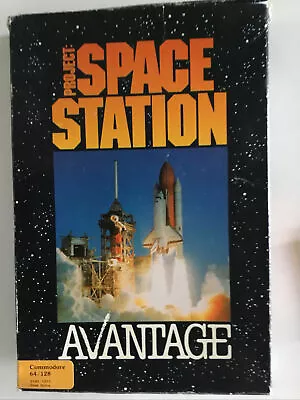 PROJECT:
SPACE
STATION
AVANTAGE
Commodore
64/128